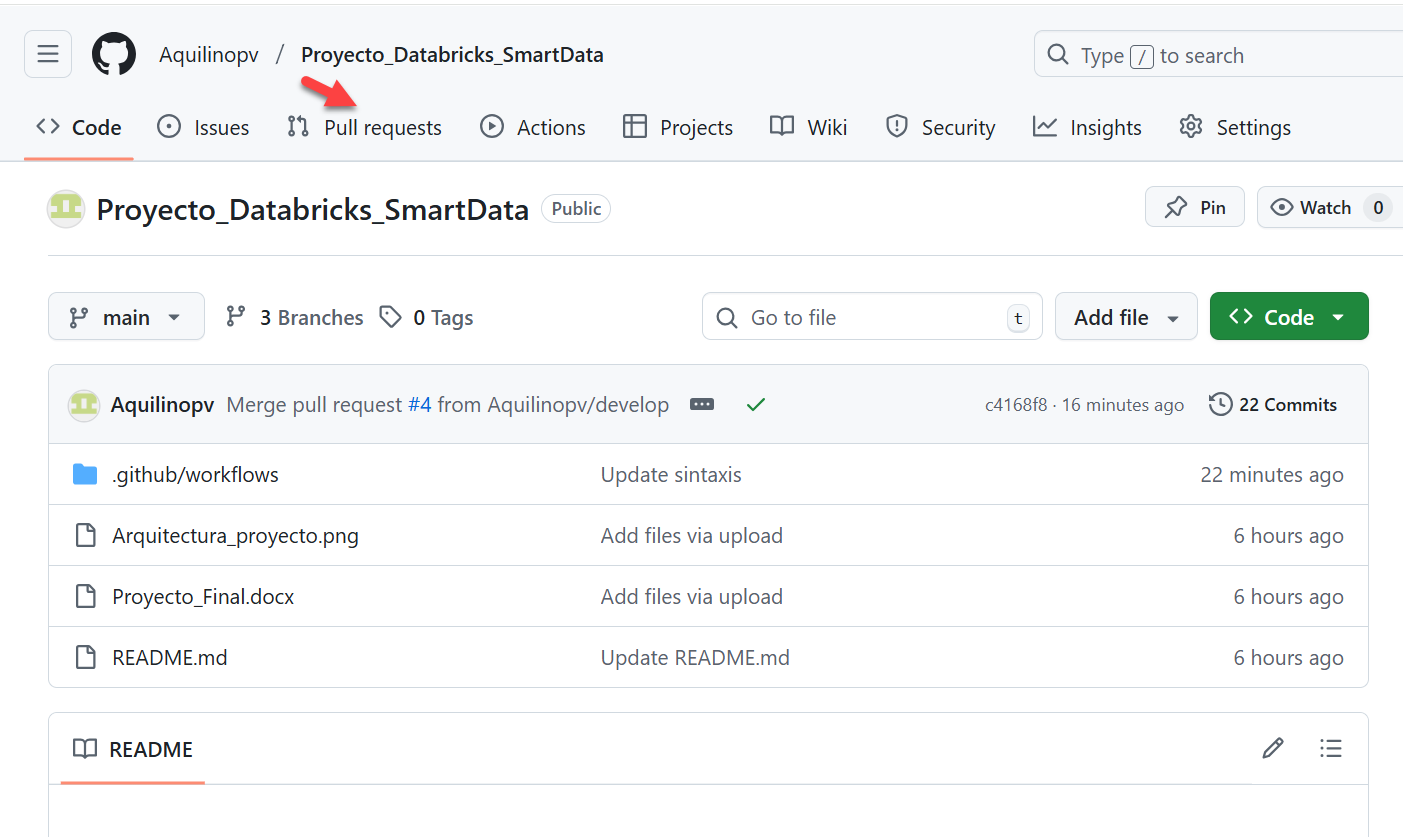 Aquilinopv / Proyecto_Databricks_SmartData
Type / to search
Code Issues Pull requests Actions Projects Wiki Security Insights Settings
Proyecto_Databricks_SmartData Public
Pin Watch 0
main 3 Branches 0 Tags Go to file t Add file Code
Aquilinopv Merge pull request #4 from Aquilinopv/develop c4168f8 · 16 minutes ago 22 Commits
.github/workflows Update sintaxis 22 minutes ago
Arquitectura_proyecto.png Add files via upload 6 hours ago
Proyecto_Final.docx Add files via upload 6 hours ago
README.md Update README.md 6 hours ago
README